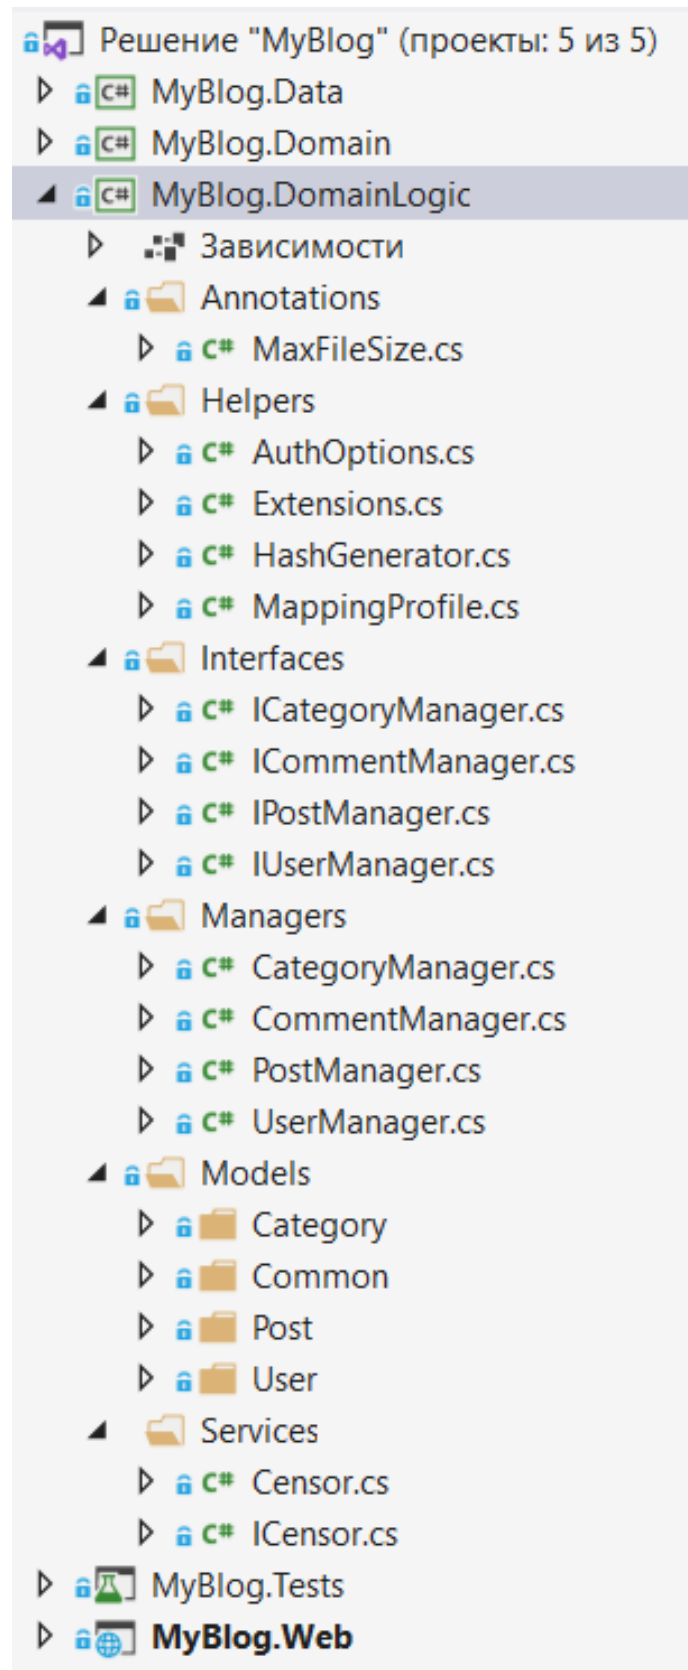 Решение "MyBlog" (проекты: 5 из 5)
C# MyBlog.Data
C# MyBlog.Domain
C# MyBlog.DomainLogic
Зависимости
Annotations
C# MaxFileSize.cs
Helpers
C# AuthOptions.cs
C# Extensions.cs
C# HashGenerator.cs
C# MappingProfile.cs
Interfaces
C# ICategoryManager.cs
C# ICommentManager.cs
C# IPostManager.cs
C# IUserManager.cs
Managers
C# CategoryManager.cs
C# CommentManager.cs
C# PostManager.cs
C# UserManager.cs
Models
Category
Common
Post
User
Services
C# Censor.cs
C# ICensor.cs
MyBlog.Tests
MyBlog.Web